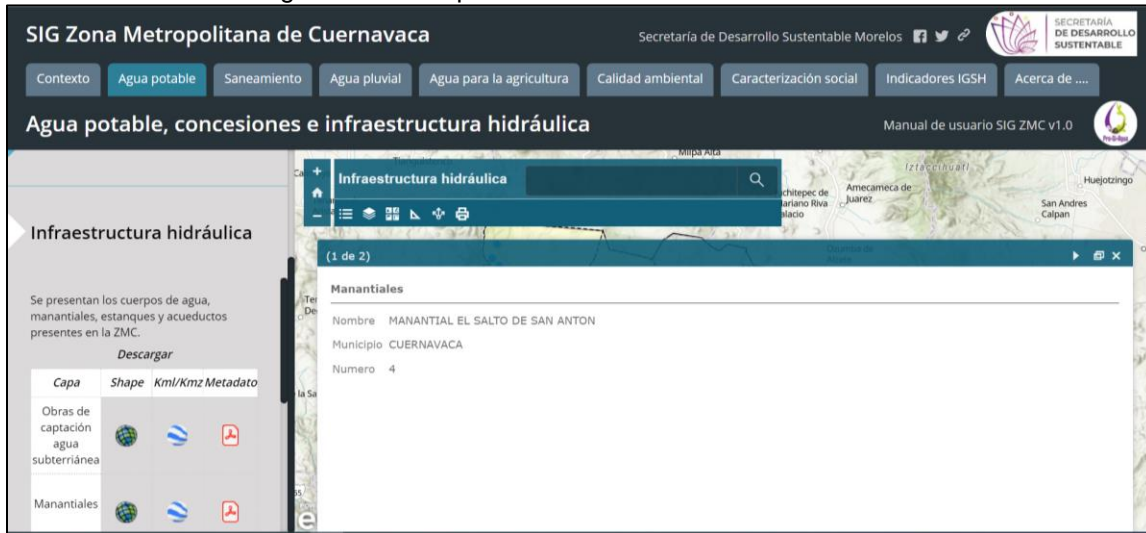 SIG Zona Metropolitana de Cuernavaca
Secretaría de Desarrollo Sustentable Morelos
SECRETARÍA
DE DESARROLLO
SUSTENTABLE
Contexto
Agua potable
Saneamiento
Agua pluvial
Agua para la agricultura
Calidad ambiental
Caracterización social
Indicadores IGSH
Acerca de ....
Agua potable, concesiones e infraestructura hidráulica
Manual de usuario SIG ZMC v1.0
Infraestructura hidráulica
Se presentan los cuerpos de agua,
manantiales, estanques y acueductos
presentes en la ZMC.
Descargar
Capa Shape Kml/Kmz Metadato
Obras de
captación
agua
subterránea
Manantiales
Infraestructura hidráulica
Milpa Alta
Iztaccíhuatl
Huejotzingo
Amecameca de
Juarez
San Andres
Calpan
(1 de 2)
Manantiales
Nombre MANANTIAL EL SALTO DE SAN ANTON
Municipio CUERNAVACA
Numero 4